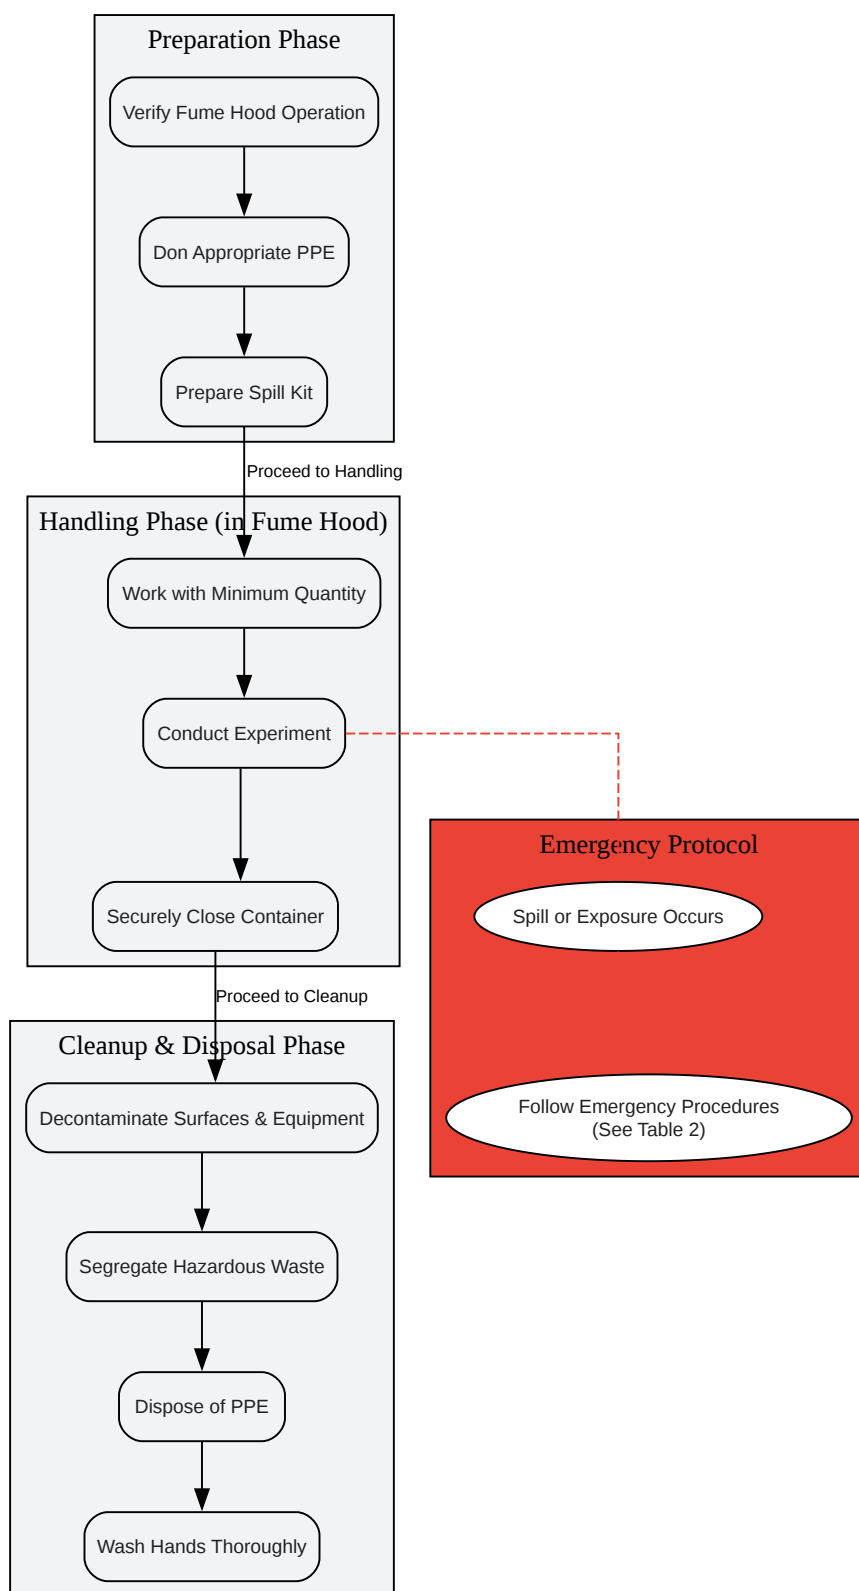 Preparation Phase
Verify Fume Hood Operation
Don Appropriate PPE
Prepare Spill Kit
Proceed to Handling
Handling Phase (in Fume Hood)
Work with Minimum Quantity
Conduct Experiment
Securely Close Container
Emergency Protocol
Spill or Exposure Occurs
Follow Emergency Procedures
(See Table 2)
Proceed to Cleanup
Cleanup & Disposal Phase
Decontaminate Surfaces & Equipment
Segregate Hazardous Waste
Dispose of PPE
Wash Hands Thoroughly